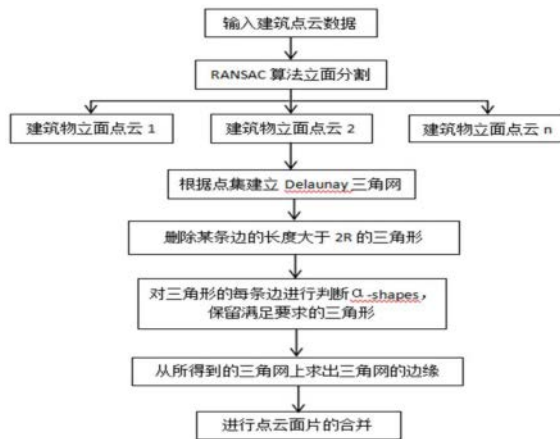 输入建筑点云数据
RANSAC 算法立面分割
建筑物立面点云 1
建筑物立面点云 2
建筑物立面点云 n
根据点集建立 Delaunay 三角网
删除某条边的长度大于 2R 的三角形
对三角形的每条边进行判断α-shapes，
保留满足要求的三角形
从所得到的三角网上求出三角网的边缘
进行点云面片的合并